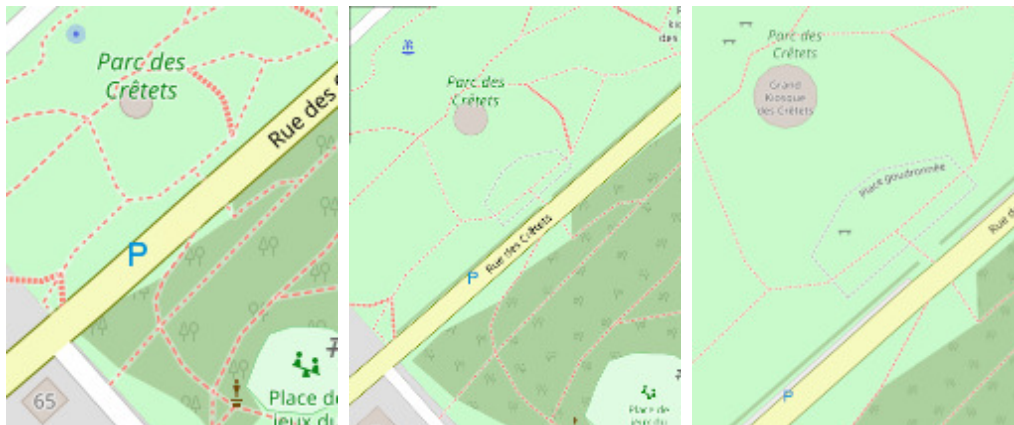 Parc des
Crêtets
Rue des
P
65
Place de
jeux du
Parc des
Crêtets
Rue des Crêtets
P
Place de
jeux du
Parc des
Crêtets
Grand
Kiosque
des Crêtets
Place goudronnée
Rue d
P